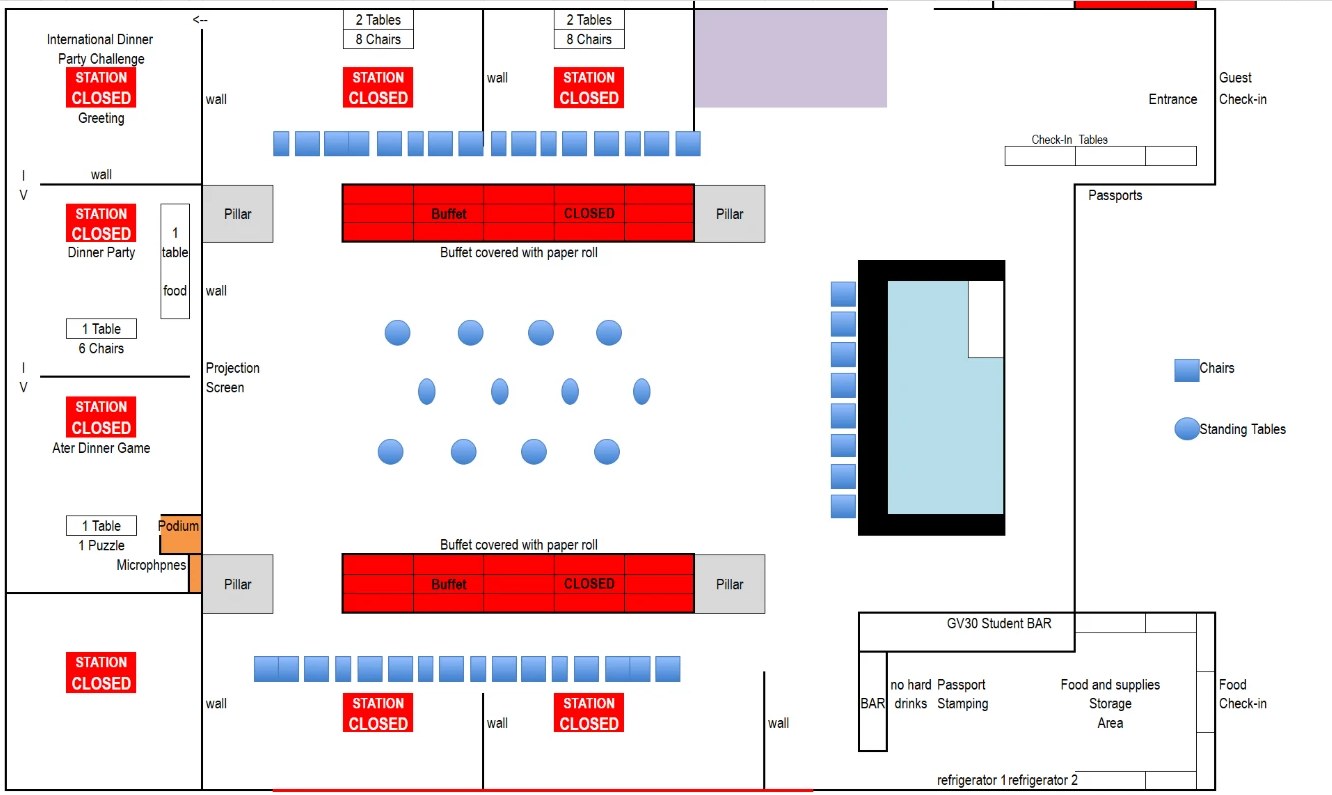 <--
2 Tables
8 Chairs
2 Tables
8 Chairs
International Dinner
Party Challenge
STATION
CLOSED
Greeting
wall
STATION
CLOSED
wall
STATION
CLOSED
Guest
Check-in
Entrance
Check-In Tables
I
V
wall
Passports
STATION
CLOSED
Dinner Party
1
table
food
wall
Pillar
Buffet
CLOSED
Pillar
Buffet covered with paper roll
1 Table
6 Chairs
I
V
Projection
Screen
Chairs
Standing Tables
STATION
CLOSED
Ater Dinner Game
1 Table
1 Puzzle
Podium
Microphpnes
Buffet covered with paper roll
Pillar
Buffet
CLOSED
Pillar
GV30 Student BAR
STATION
CLOSED
wall
STATION
CLOSED
wall
STATION
CLOSED
wall
BAR
no hard
drinks
Passport
Stamping
Food and supplies
Storage
Area
Food
Check-in
refrigerator 1 refrigerator 2